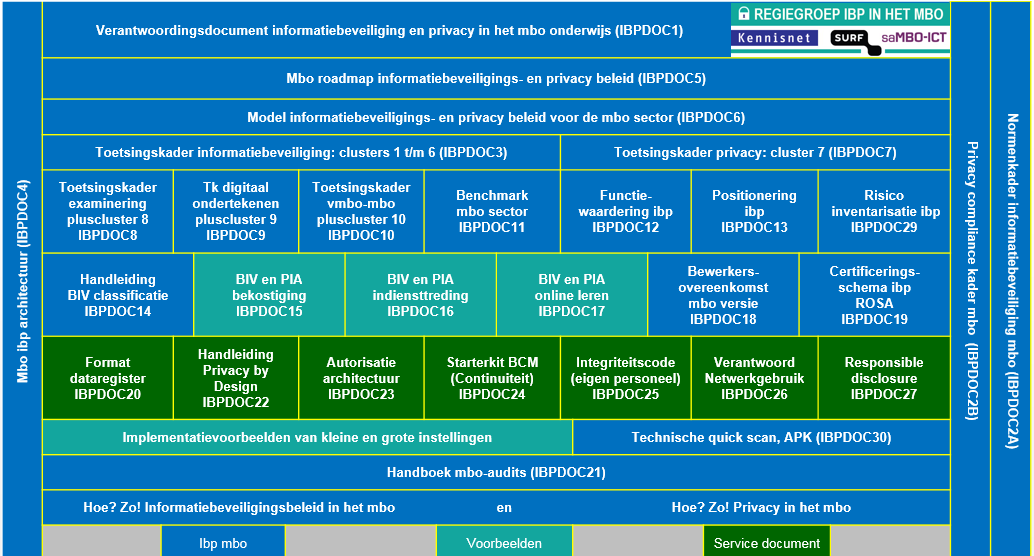 Verantwoordingsdocument informatiebeveiliging en privacy in het mbo onderwijs (IBPDOC1)
REGIEGROEP IBP IN HET MBO
Kennisnet
SURF
saMBO-ICT
Mbo roadmap informatiebeveiligings- en privacy beleid (IBPDOC5)
Model informatiebeveiligings- en privacy beleid voor de mbo sector (IBPDOC6)
Toetsingskader informatiebeveiliging: clusters 1 t/m 6 (IBPDOC3)
Toetsingskader privacy: cluster 7 (IBPDOC7)
Toetsingskader
examinering
pluscluster 8
IBPDOC8
Tk digitaal
ondertekenen
pluscluster 9
IBPDOC9
Toetsingskader
vmbo-mbo
pluscluster 10
IBPDOC10
Benchmark
mbo sector
IBPDOC11
Functie-
waardering ibp
IBPDOC12
Positionering
ibp
IBPDOC13
Risico
inventarisatie ibp
IBPDOC29
Handleiding
BIV classificatie
IBPDOC14
BIV en PIA
bekostiging
IBPDOC15
BIV en PIA
indiensttreding
IBPDOC16
BIV en PIA
online leren
IBPDOC17
Bewerkers-
overeenkomst
mbo versie
IBPDOC18
Certificerings-
schema ibp
ROSA
IBPDOC19
Format
dataregister
IBPDOC20
Handleiding
Privacy by
Design
IBPDOC22
Autorisatie
architectuur
IBPDOC23
Starterkit BCM
(Continuiteit)
IBPDOC24
Integriteitscode
(eigen personeel)
IBPDOC25
Verantwoord
Netwerkgebruik
IBPDOC26
Responsible
disclosure
IBPDOC27
Implementatievoorbeelden van kleine en grote instellingen
Technische quick scan, APK (IBPDOC30)
Handboek mbo-audits (IBPDOC21)
Hoe? Zo! Informatiebeveiligingsbeleid in het mbo
en
Hoe? Zo! Privacy in het mbo
Ibp mbo
Voorbeelden
Service document
Mbo ibp architectuur (IBPDOC4)
Privacy compliance kader mbo (IBPDOC2B)
Normenkader informatiebeveiliging mbo (IBPDOC2A)